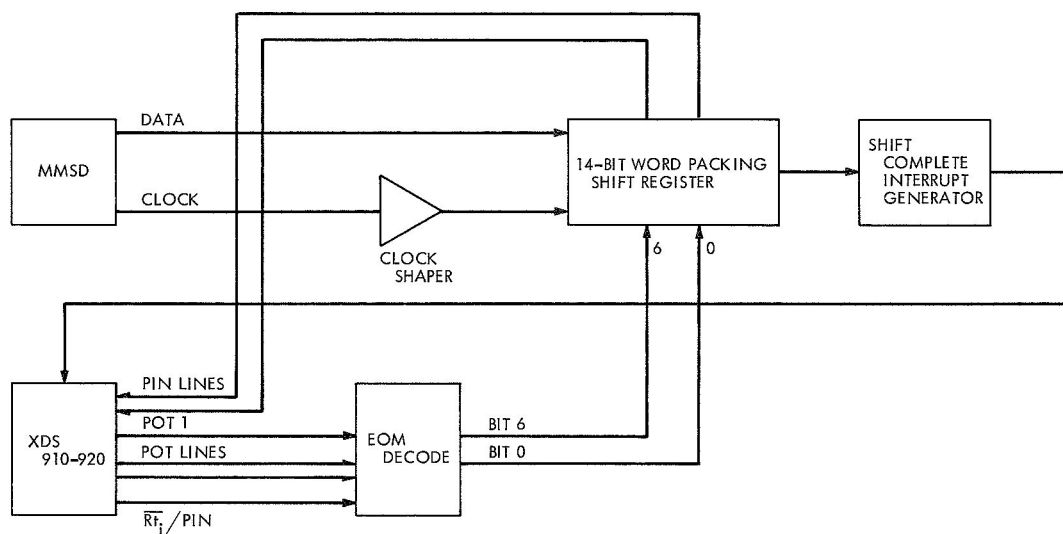 DATA
MMSD
CLOCK
CLOCK
SHAPER
14-BIT WORD PACKING
SHIFT REGISTER
6
0
SHIFT
COMPLETE
INTERRUPT
GENERATOR
PIN LINES
POT 1
POT LINES
XDS
910-920
R̅t̅ᵢ/PIN
EOM
DECODE
BIT 6
BIT 0